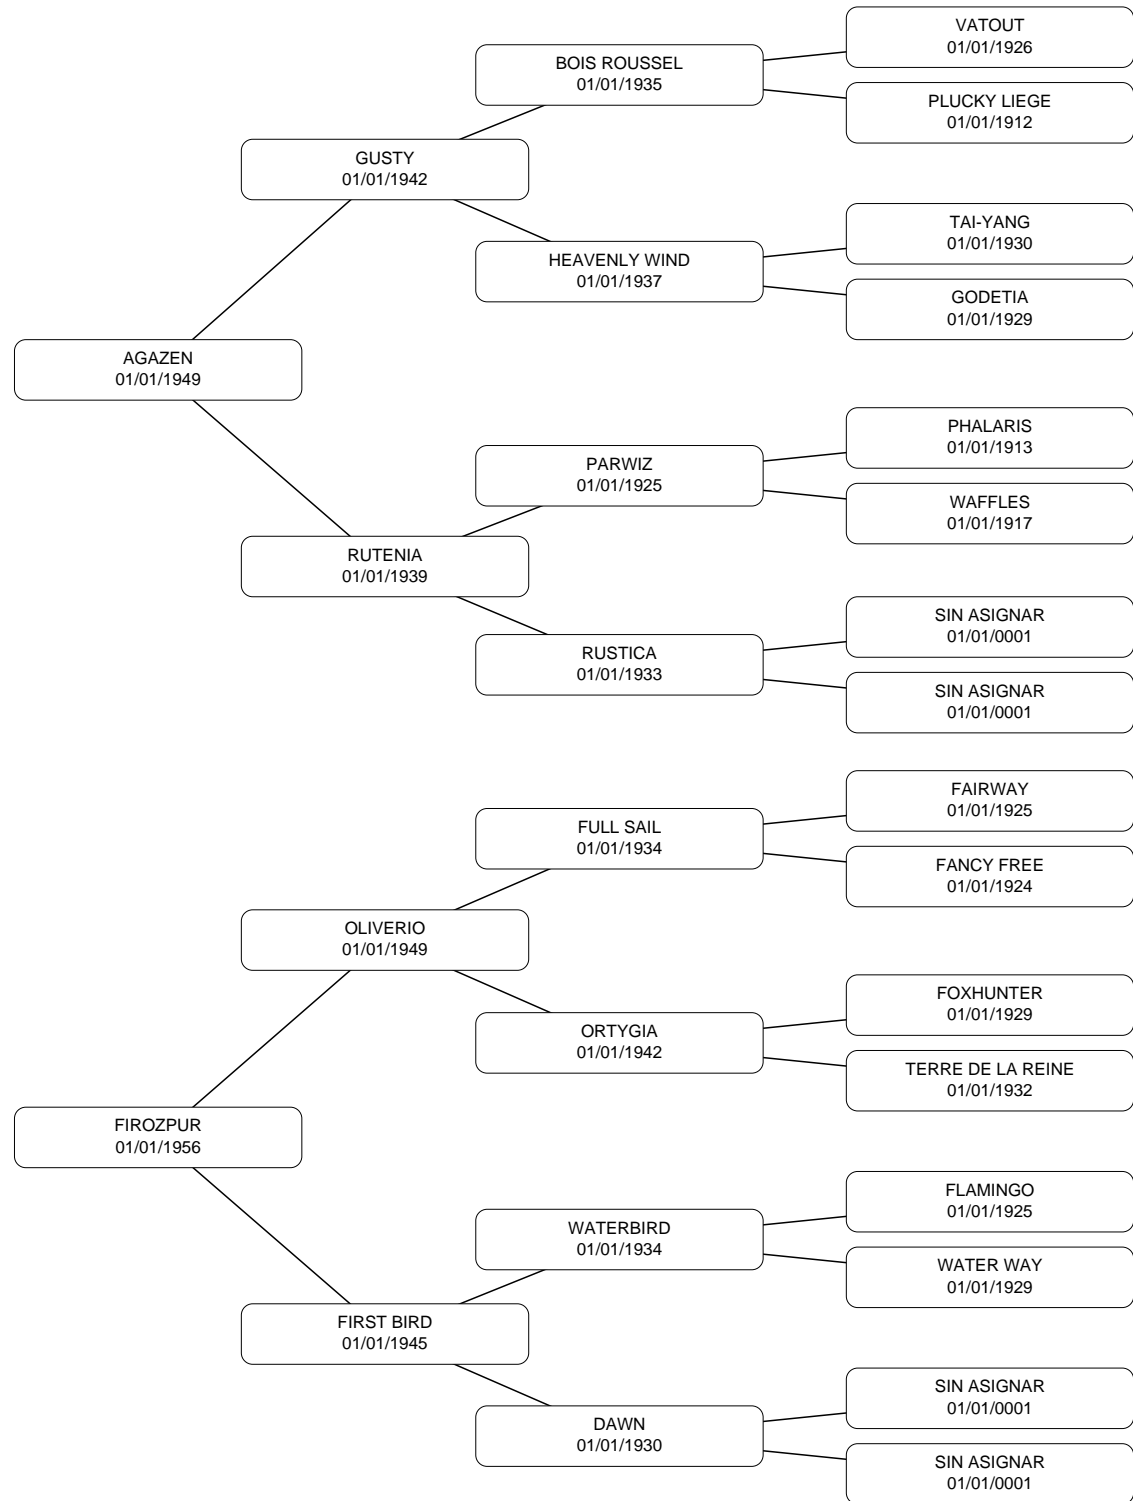 VATOUT
01/01/1926
BOIS ROUSSEL
01/01/1935
PLUCKY LIEGE
01/01/1912
GUSTY
01/01/1942
TAI-YANG
01/01/1930
HEAVENLY WIND
01/01/1937
GODETIA
01/01/1929
AGAZEN
01/01/1949
PHALARIS
01/01/1913
PARWIZ
01/01/1925
WAFFLES
01/01/1917
RUTENIA
01/01/1939
SIN ASIGNAR
01/01/0001
RUSTICA
01/01/1933
SIN ASIGNAR
01/01/0001
FAIRWAY
01/01/1925
FULL SAIL
01/01/1934
FANCY FREE
01/01/1924
OLIVERIO
01/01/1949
FOXHUNTER
01/01/1929
ORTYGIA
01/01/1942
TERRE DE LA REINE
01/01/1932
FIROZPUR
01/01/1956
FLAMINGO
01/01/1925
WATERBIRD
01/01/1934
WATER WAY
01/01/1929
FIRST BIRD
01/01/1945
SIN ASIGNAR
01/01/0001
DAWN
01/01/1930
SIN ASIGNAR
01/01/0001